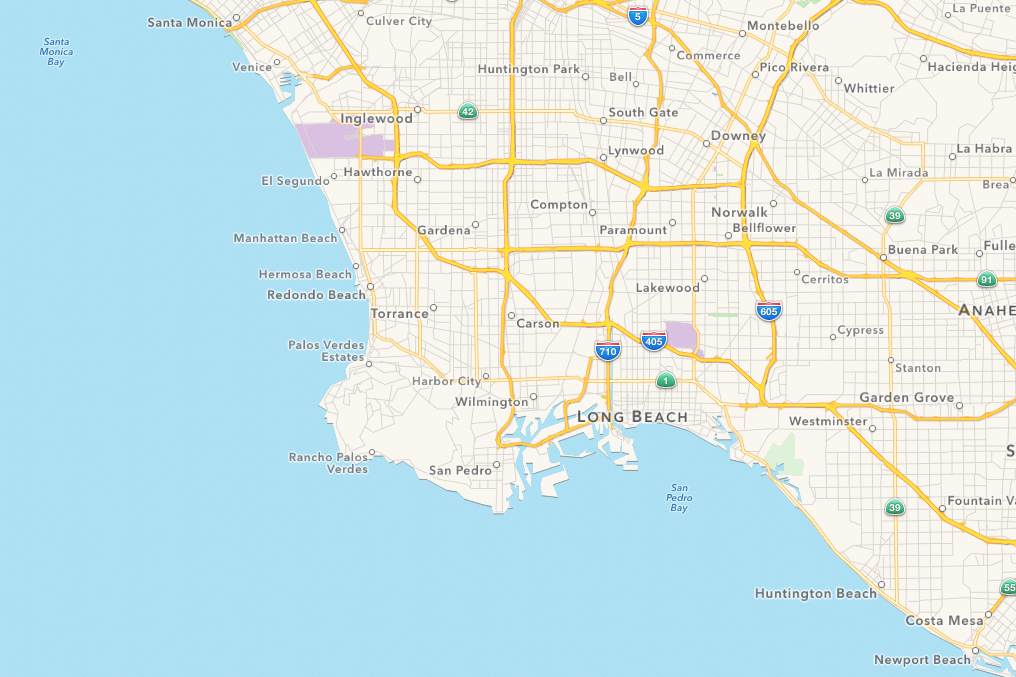 La Puente
5
Santa Monica
Culver City
Montebello
Santa
Monica
Bay
Commerce
Venice
Huntington Park
Bell
Pico Rivera
Hacienda Heig
Whittier
Inglewood
42
South Gate
Downey
Lynwood
La Habra
El Segundo
Hawthorne
La Mirada
Brea
Compton
Norwalk
39
Gardena
Paramount
Bellflower
Manhattan Beach
Buena Park
Fulle
Hermosa Beach
Cerritos
91
Redondo Beach
Lakewood
Torrance
Carson
605
ANAHE
Cypress
Palos Verdes
Estates
710
405
Stanton
Harbor City
1
Wilmington
Garden Grove
LONG BEACH
Westminster
S
Rancho Palos
Verdes
San Pedro
San
Pedro
Bay
39
Fountain Va
Huntington Beach
55
Costa Mesa
Newport Beach